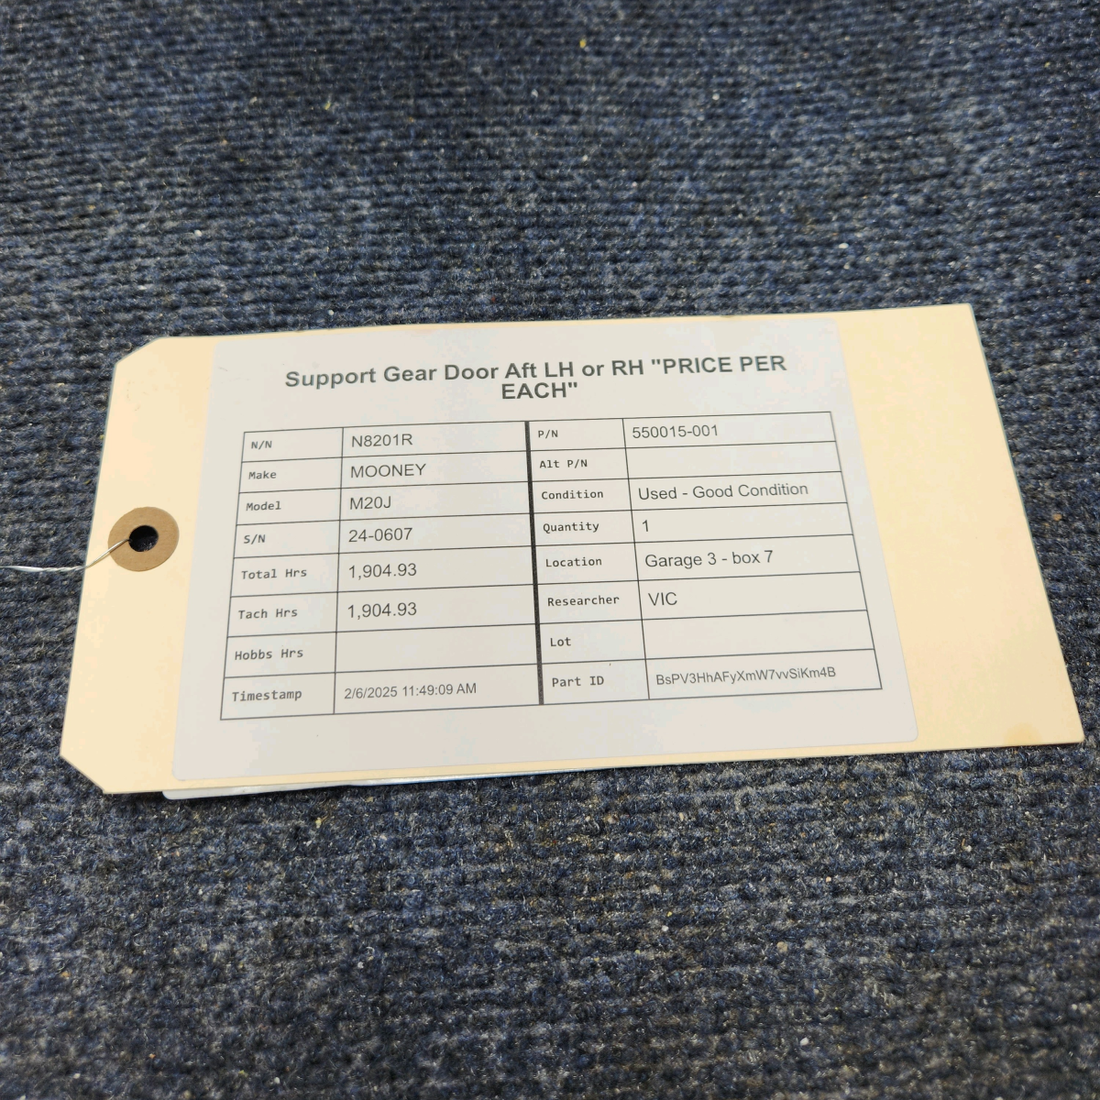 Support Gear Door Aft LH or RH "PRICE PER
EACH"
N/N N8201R P/N 550015-001
Make MOONEY Alt P/N
Model M20J Condition Used - Good Condition
S/N 24-0607 Quantity 1
Total Hrs 1,904.93 Location Garage 3 - box 7
Tach Hrs 1,904.93 Researcher VIC
Hobbs Hrs Lot
Timestamp 2/6/2025 11:49:09 AM Part ID BsPV3HhAFyXmW7vvSiKm4B